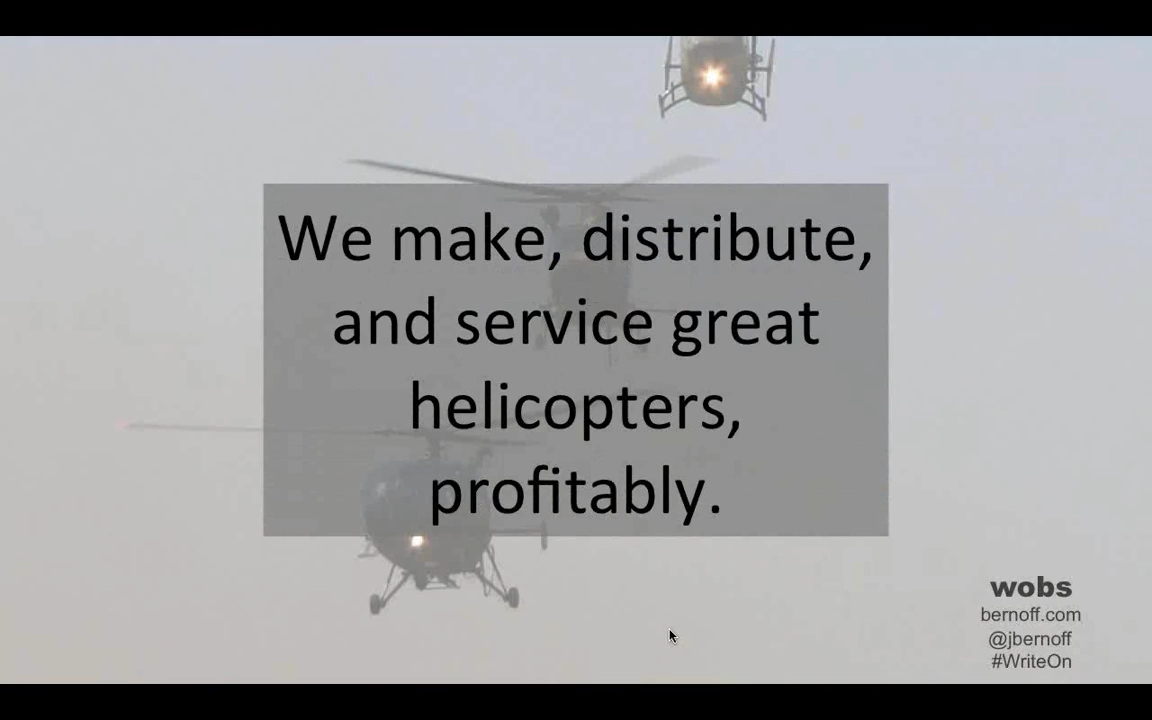 We make, distribute,
and service great
helicopters,
profitably.
wobs
bernoff.com
@jbernoff
#WriteOn